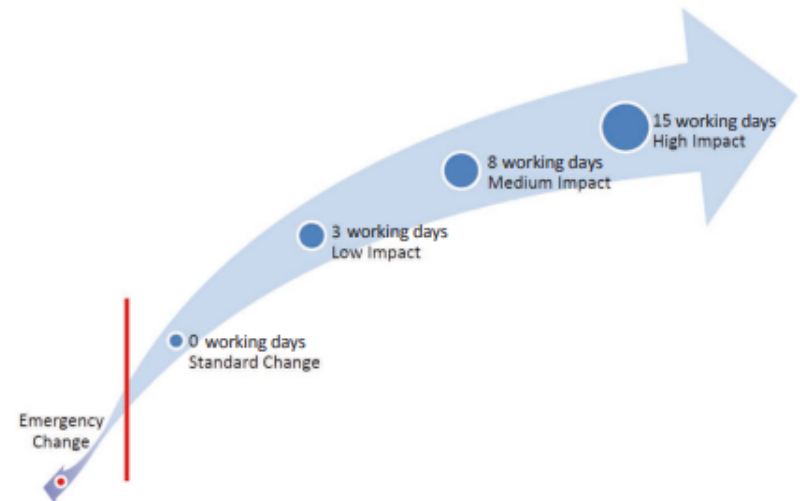 15 working days
High Impact
8 working days
Medium Impact
3 working days
Low Impact
0 working days
Standard Change
Emergency
Change